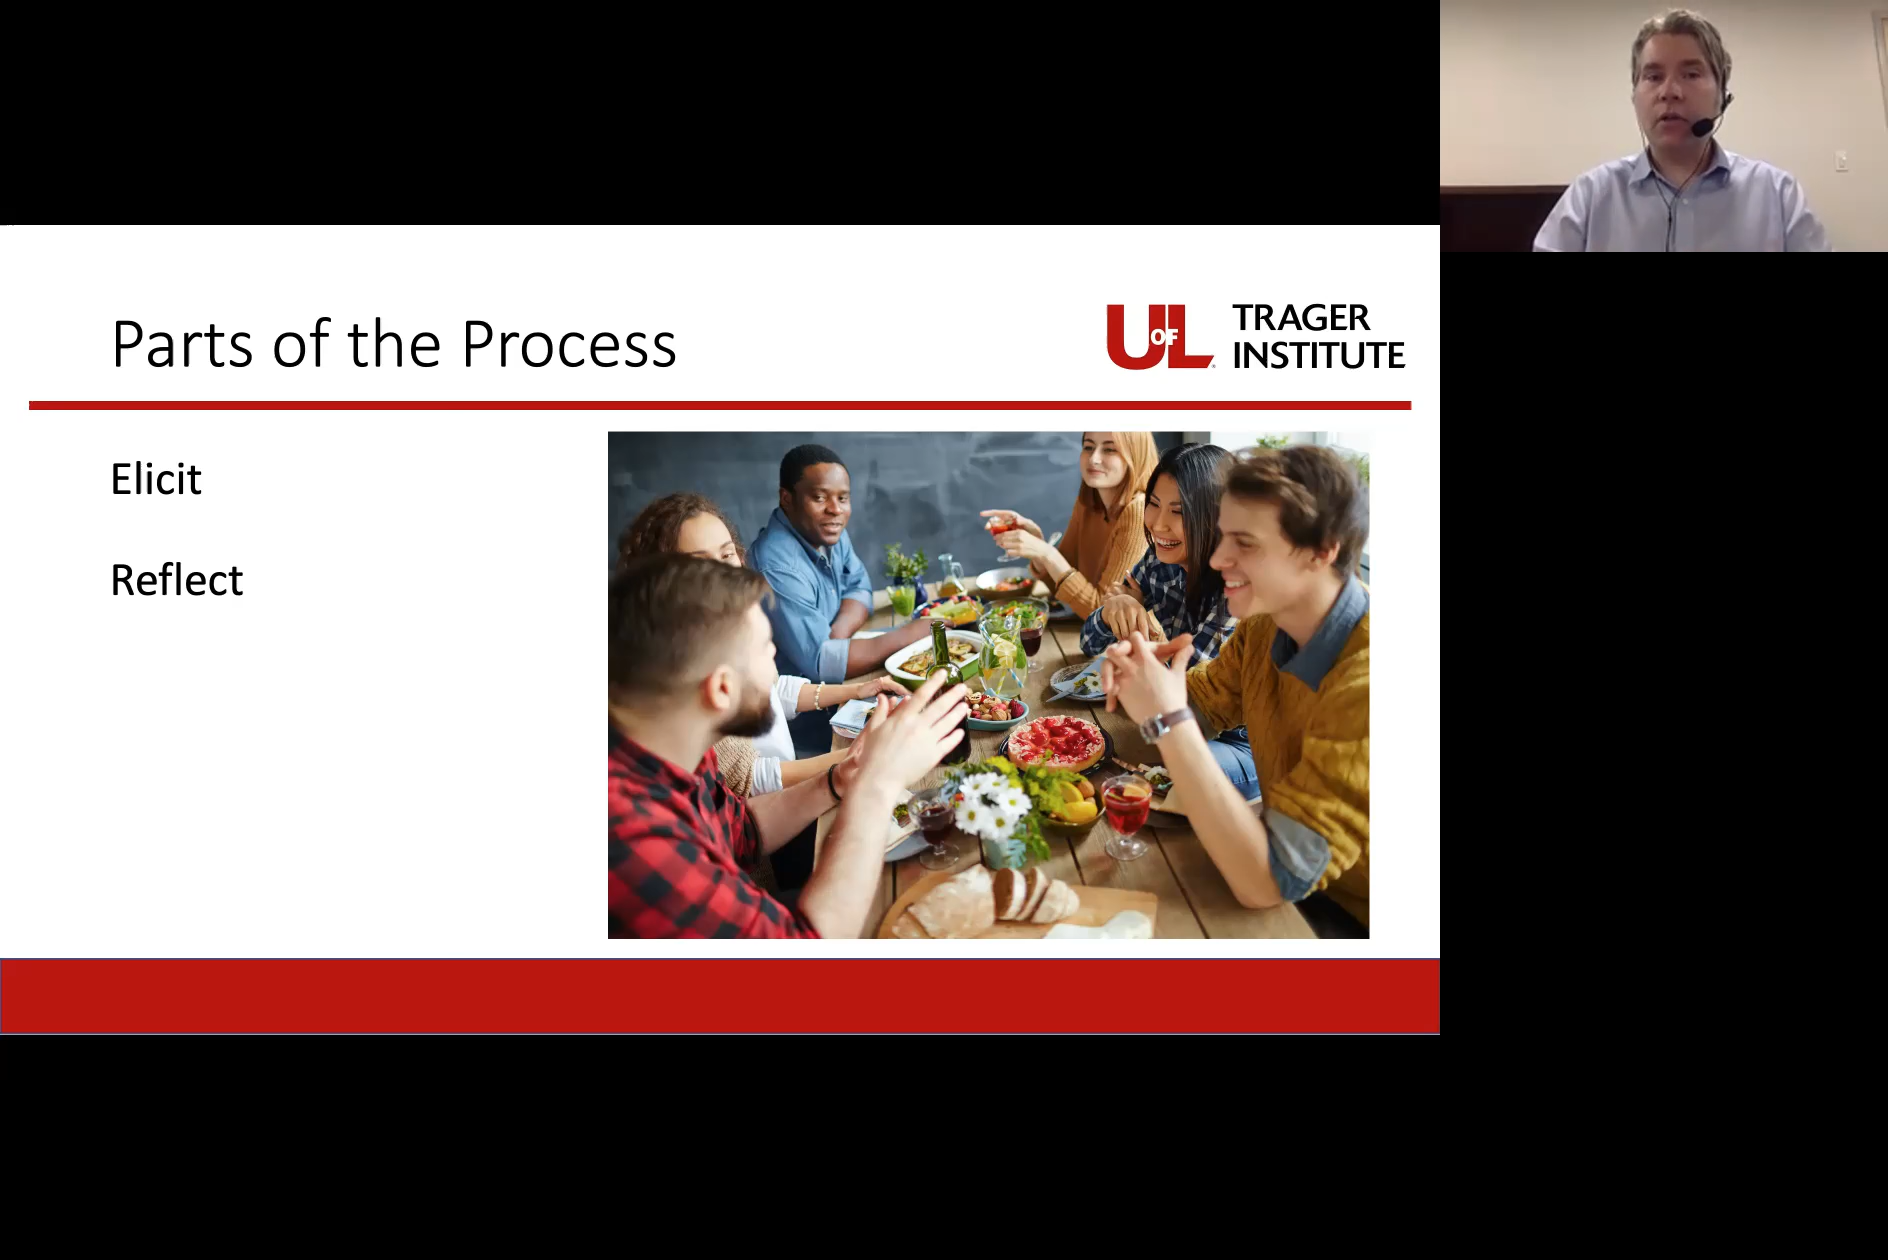 Parts of the Process
UofL
TRAGER
INSTITUTE
Elicit
Reflect